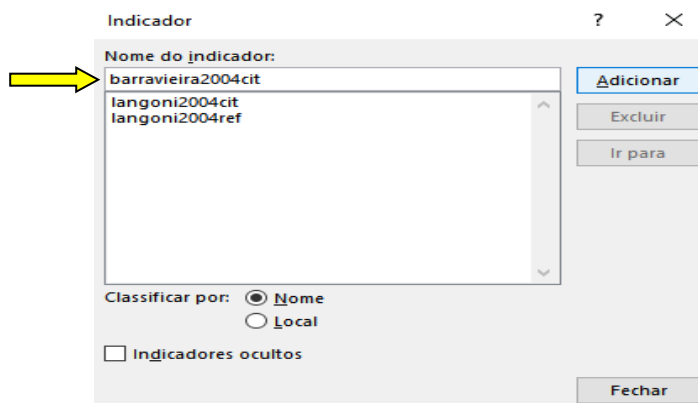 Indicador ? ×
Nome do indicador:
barravieira2004cit
Adicionar
langoni2004cit
langoni2004ref
Excluir
Ir para
Classificar por: Nome
Local
Indicadores ocultos
Fechar